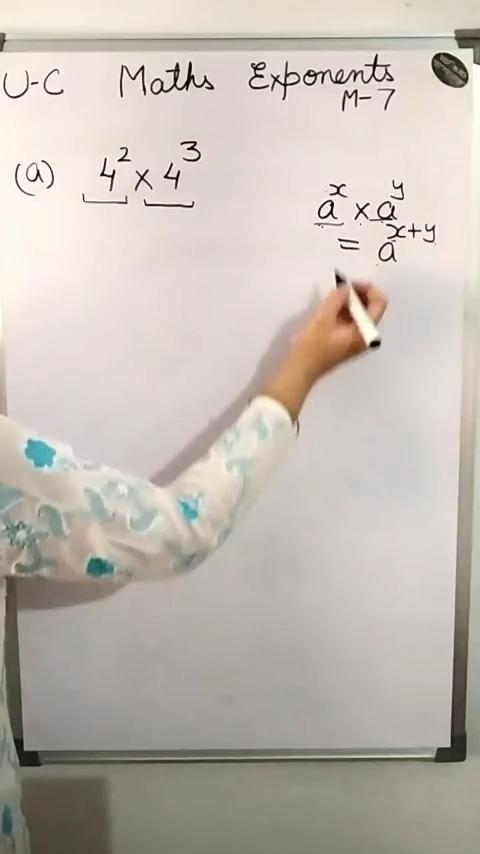 U-C Maths Exponents
M-7
(a) 4² × 4³
aˣ × aʸ
= aˣ⁺ʸ